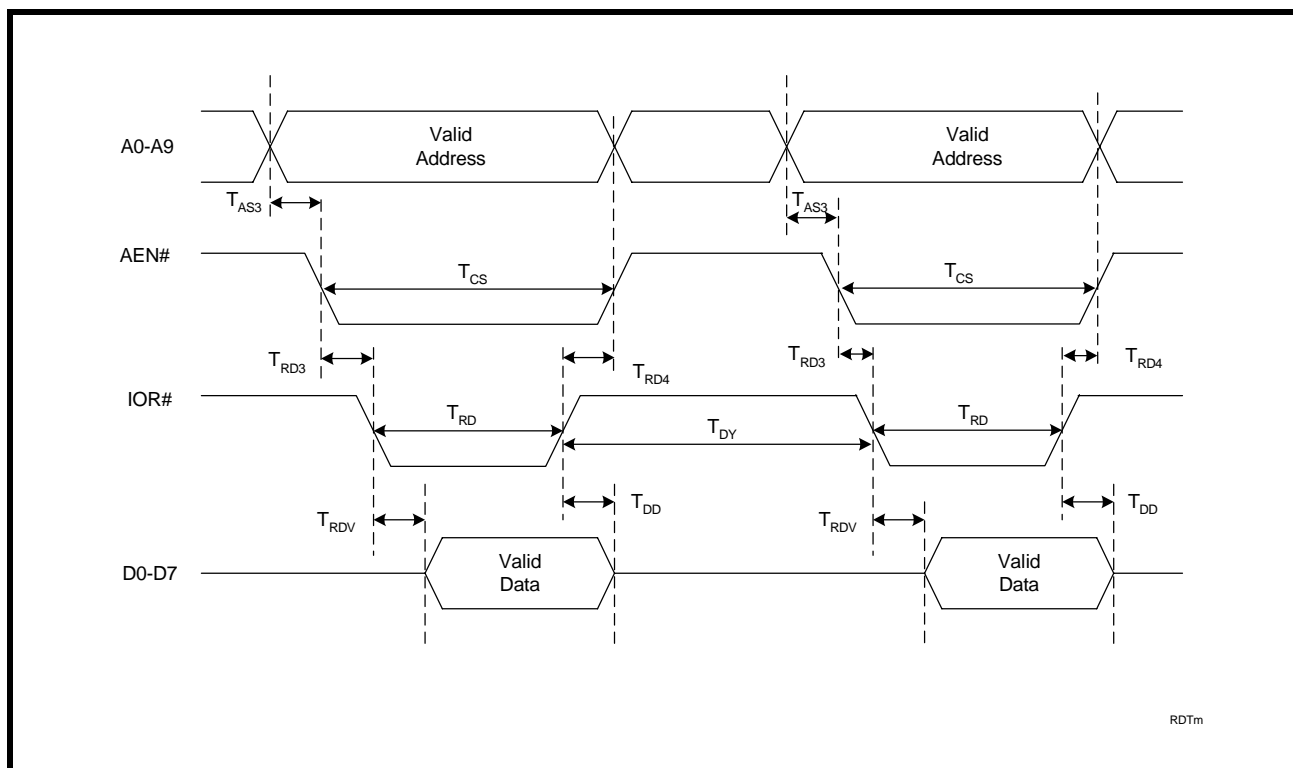 A0-A9
Valid
Address
Valid
Address
TAS3
TAS3
AEN#
TCS
TCS
TRD3
TRD4
TRD3
TRD4
IOR#
TRD
TDY
TRD
TRDV
TDD
TRDV
TDD
D0-D7
Valid
Data
Valid
Data
RDTm